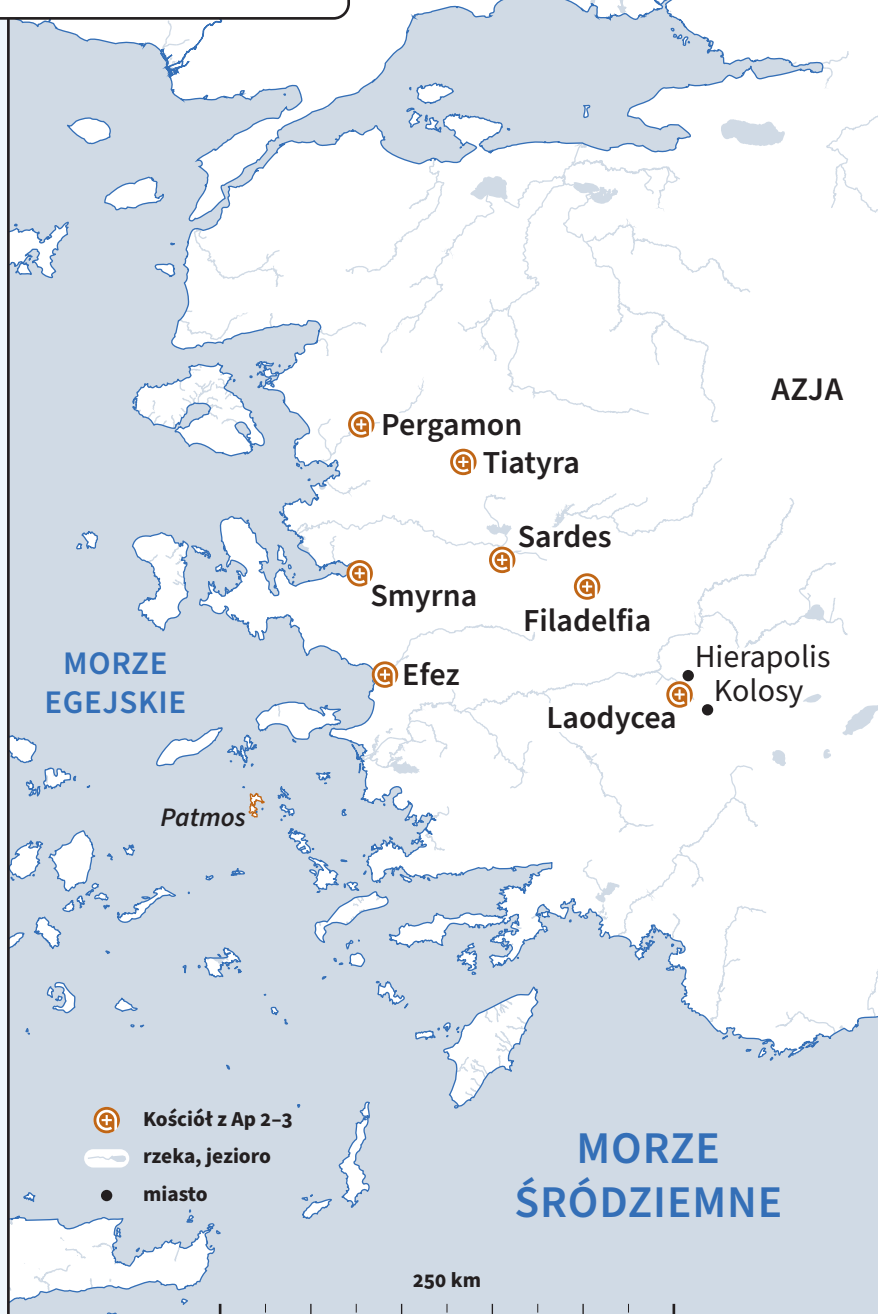 AZJA
Pergamon
Tiatyra
Sardes
Smyrna
Filadelfia
Hierapolis
MORZE
EGEJSKIE
Efez
Kolosy
Laodycea
Patmos
Kościół z Ap 2–3
rzeka, jezioro
miasto
MORZE
ŚRÓDZIEMNE
250 km